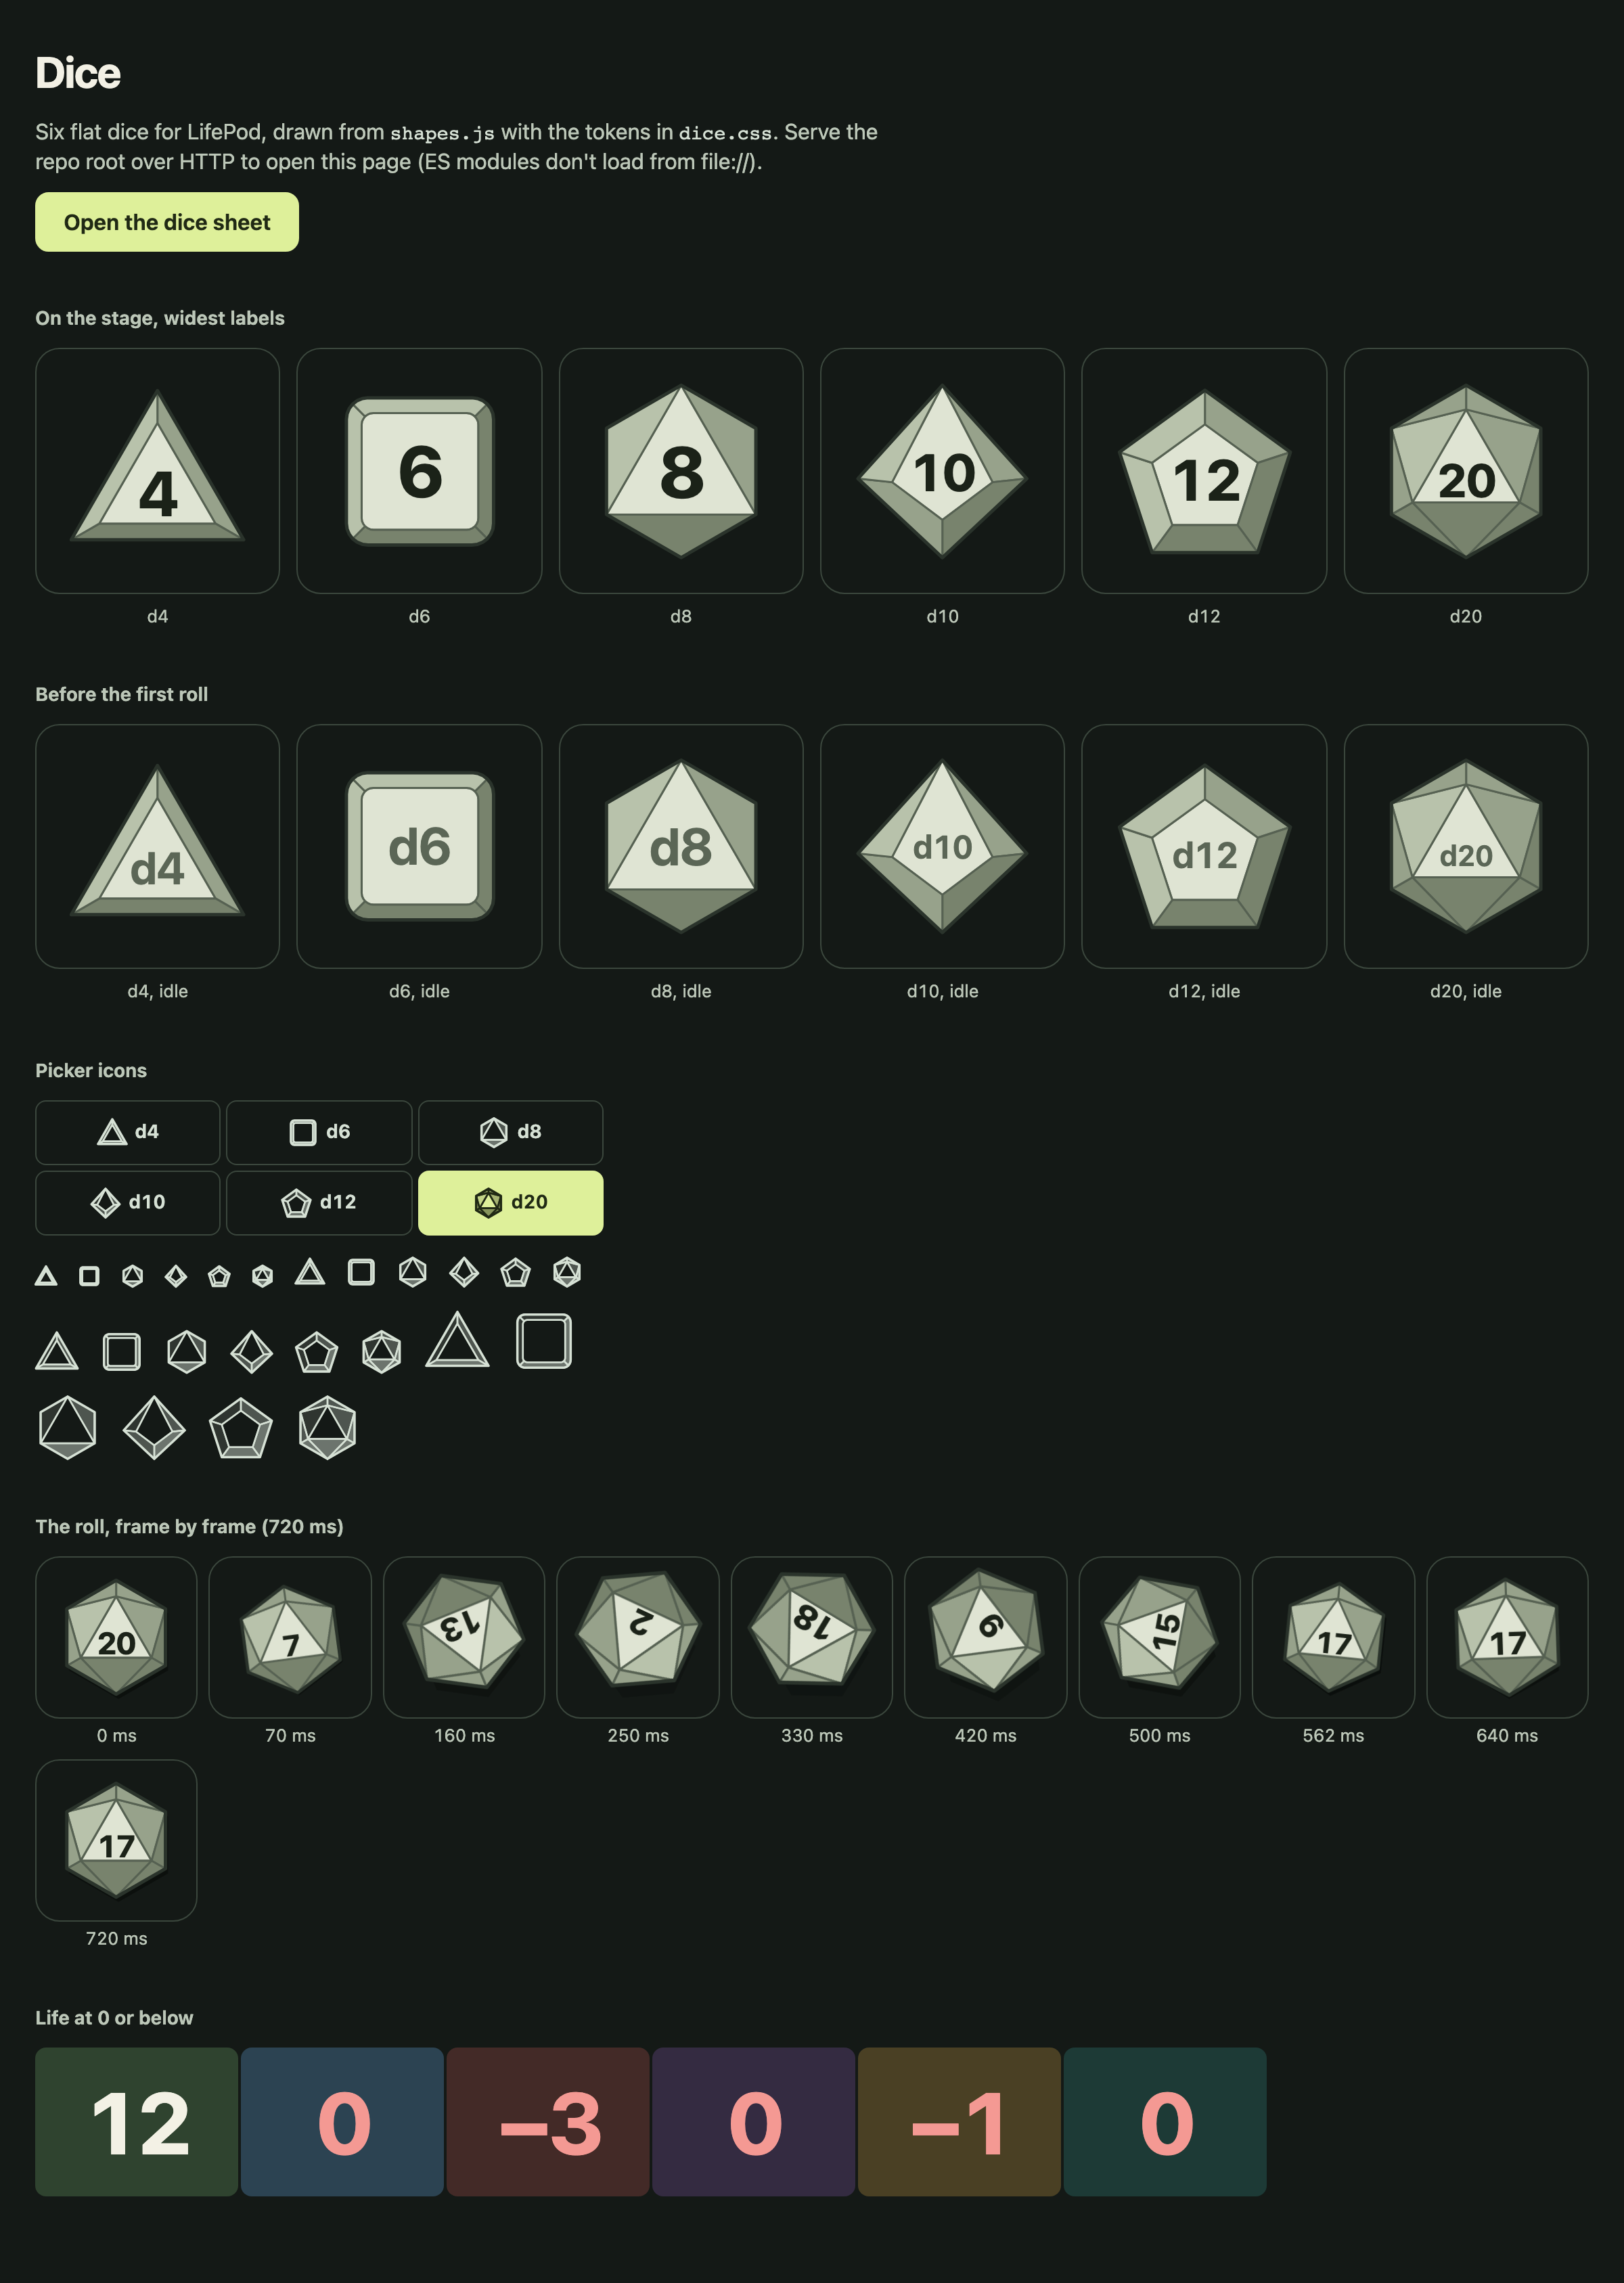 Dice
Six flat dice for LifePod, drawn from shapes.js with the tokens in dice.css. Serve the
repo root over HTTP to open this page (ES modules don't load from file://).
Open the dice sheet
On the stage, widest labels
4 6 8 10 12 20
d4 d6 d8 d10 d12 d20
Before the first roll
d4 d6 d8 d10 d12 d20
d4, idle d6, idle d8, idle d10, idle d12, idle d20, idle
Picker icons
d4 d6 d8
d10 d12 d20
The roll, frame by frame (720 ms)
20 7 13 2 18 9 15 17 17
0 ms 70 ms 160 ms 250 ms 330 ms 420 ms 500 ms 562 ms 640 ms
17
720 ms
Life at 0 or below
12 0 −3 0 −1 0